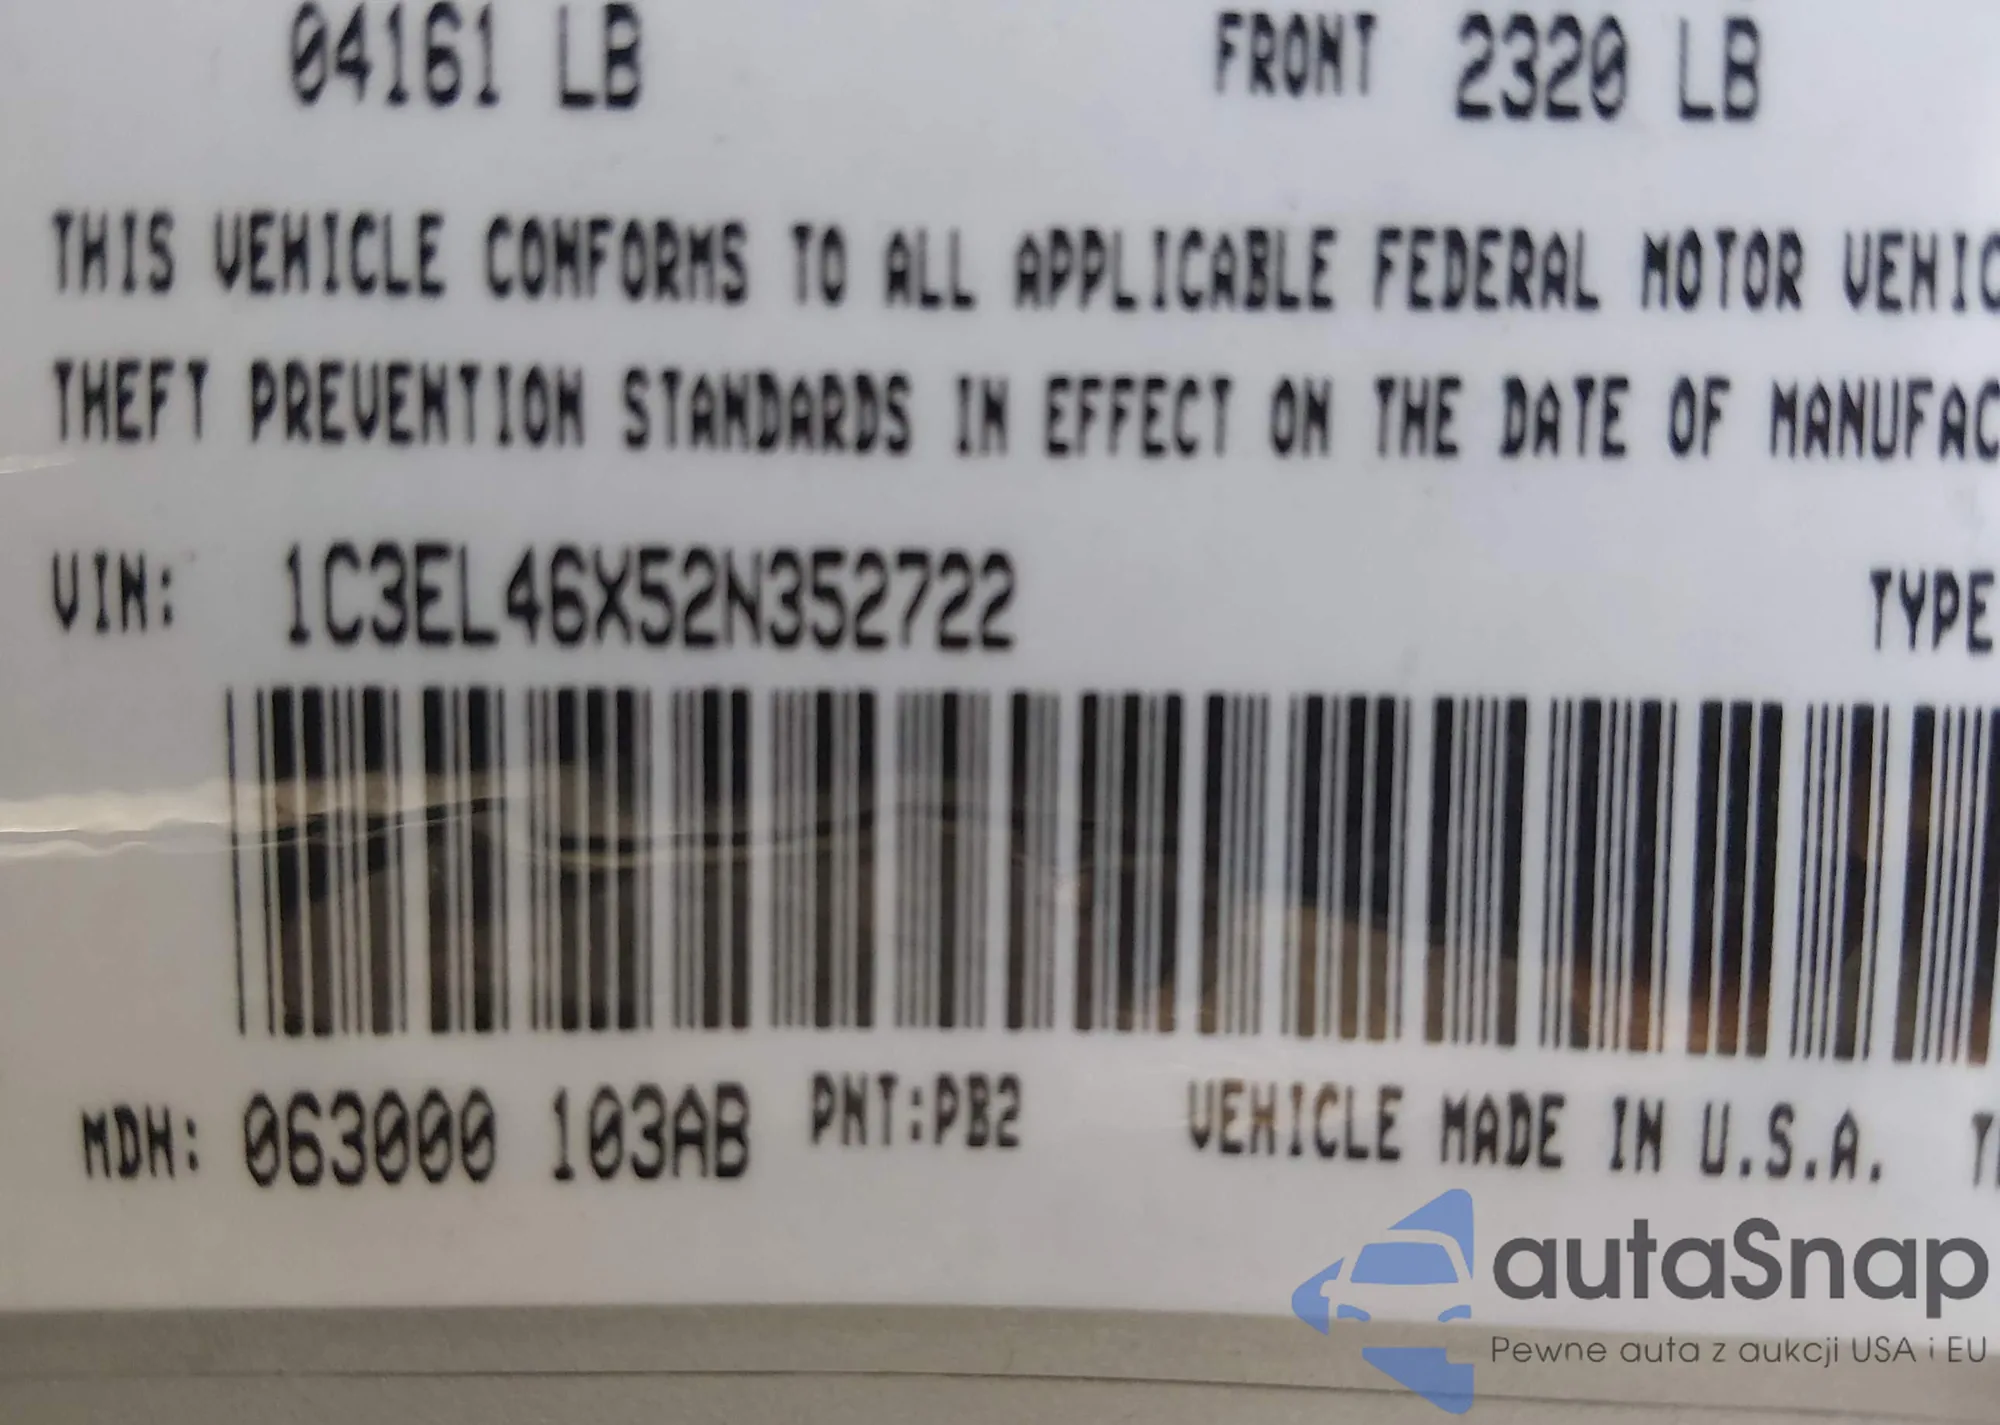 04161 LB FRONT 2320 LB
THIS VEHICLE CONFORMS TO ALL APPLICABLE FEDERAL MOTOR VEHIC
THEFT PREVENTION STANDARDS IN EFFECT ON THE DATE OF MANUFAC
VIN: 1C3EL46X52N352722 TYPE
MDH: 063000 103AB PNT:PB2 VEHICLE MADE IN U.S.A.
autaSnap
Pewne auta z aukcji USA i EU